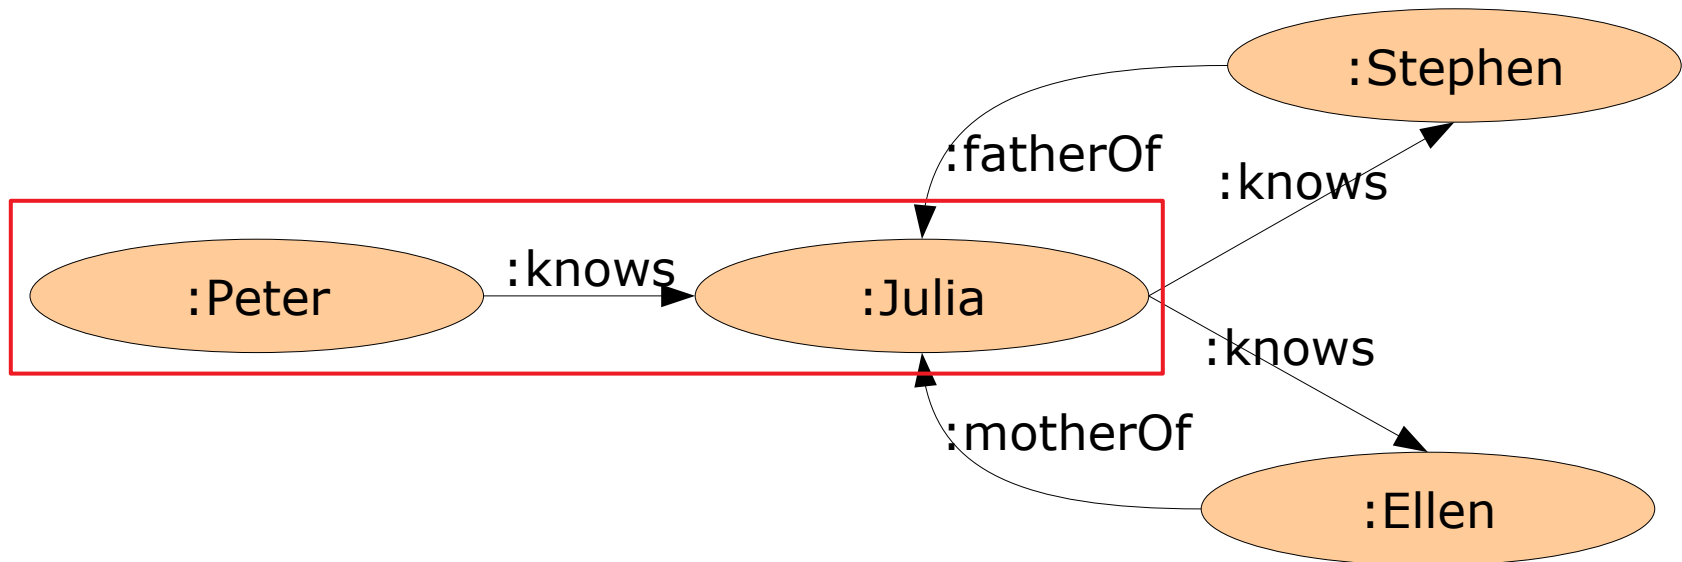 :Stephen
:fatherOf
:knows
:Peter
:knows
:Julia
:knows
:motherOf
:Ellen